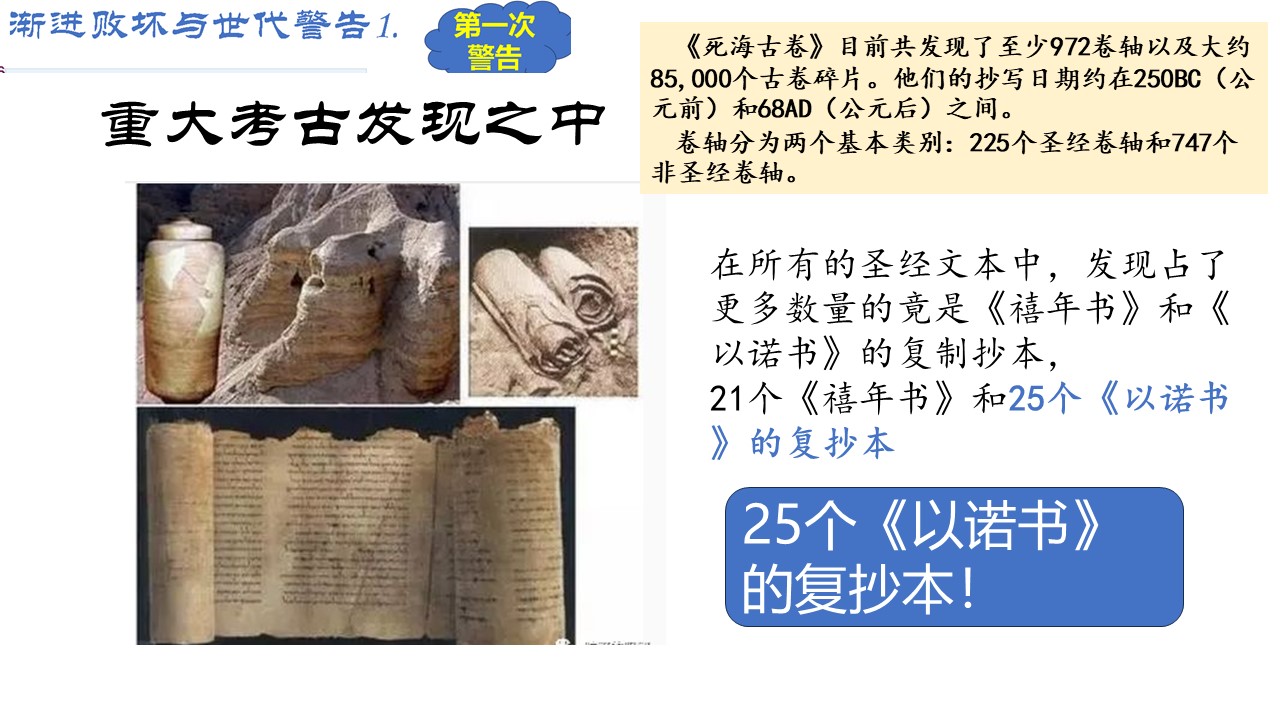 渐进败坏与世代警告1.
第一次
警告
《死海古卷》目前共发现了至少972卷轴以及大约
85,000个古卷碎片。他们的抄写日期约在250BC（公
元前）和68AD（公元后）之间。
卷轴分为两个基本类别：225个圣经卷轴和747个
非圣经卷轴。
重大考古发现之中
在所有的圣经文本中，发现占了
更多数量的竟是《禧年书》和《
以诺书》的复制抄本，
21个《禧年书》和25个《以诺书
》的复抄本
25个《以诺书》
的复抄本！